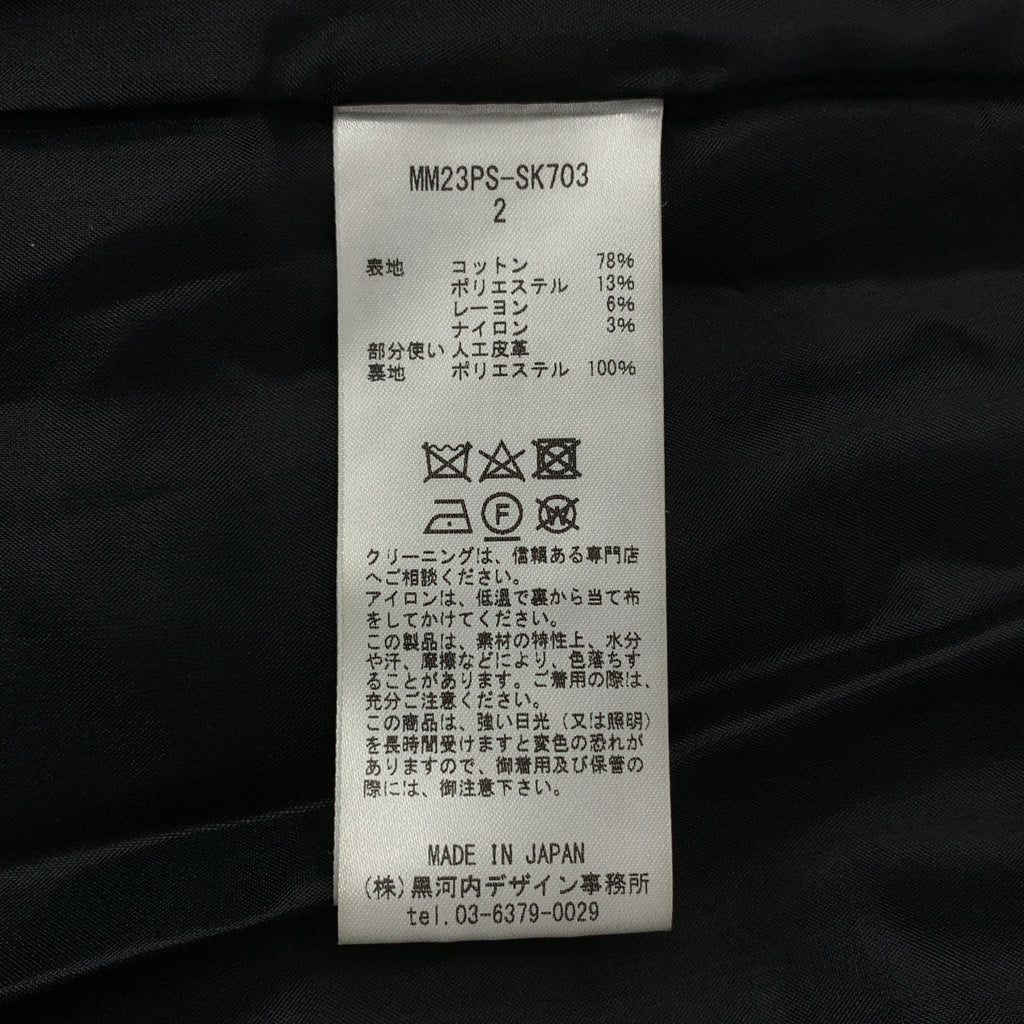 MM23PS-SK703
2
表地 コットン 78%
ポリエステル 13%
レーヨン 6%
ナイロン 3%
部分使い 人工皮革
裏地 ポリエステル 100%
F
W
クリーニングは、信頼ある専門店
へご相談ください。
アイロンは、低温で裏から当て布
をしてかけてください。
この製品は、素材の特性上、水分
や汗、摩擦などにより、色落ちす
ることがあります。ご着用の際は、
充分ご注意ください。
この商品は、強い日光（又は照明）
を長時間受けますと変色の恐れが
ありますので、御着用及び保管の
際には、御注意下さい。
MADE IN JAPAN
(株)黒河内デザイン事務所
tel.03-6379-0029